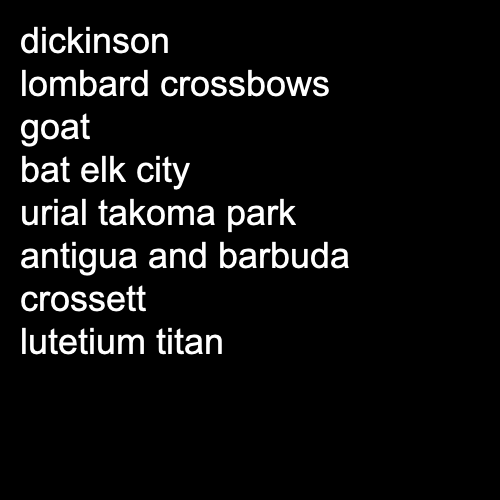 dickinson
lombard crossbows
goat
bat elk city
urial takoma park
antigua and barbuda
crossett
lutetium titan